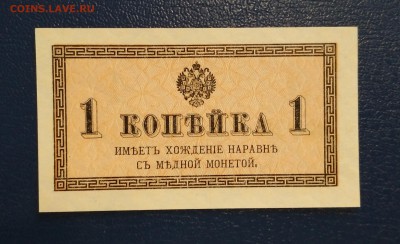 COINS.LAVE.RU
1 КОПѢЙКА 1
ИМѢЕТЪ ХОЖДЕНІЕ НАРАВНѢ
СЪ МѢДНОЙ МОНЕТОЙ.